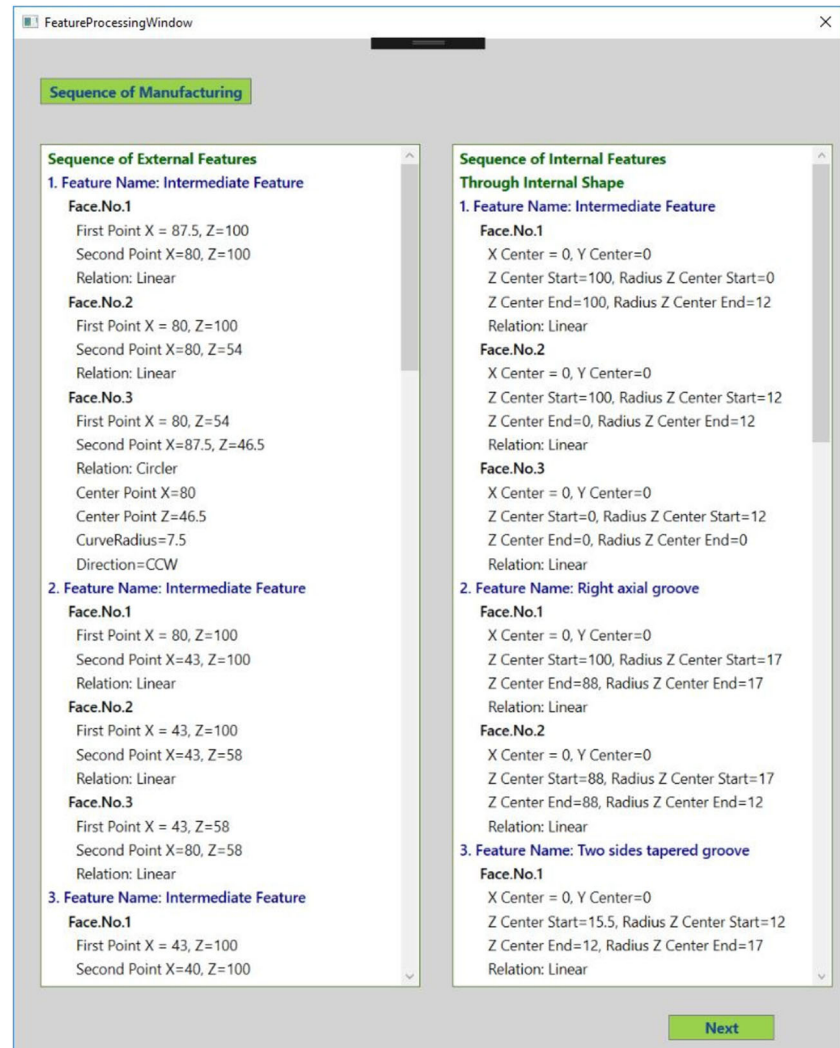 FeatureProcessingWindow
Sequence of Manufacturing
Sequence of External Features
1. Feature Name: Intermediate Feature
Face.No.1
First Point X = 87.5, Z=100
Second Point X=80, Z=100
Relation: Linear
Face.No.2
First Point X = 80, Z=100
Second Point X=80, Z=54
Relation: Linear
Face.No.3
First Point X = 80, Z=54
Second Point X=87.5, Z=46.5
Relation: Circler
Center Point X=80
Center Point Z=46.5
CurveRadius=7.5
Direction=CCW
2. Feature Name: Intermediate Feature
Face.No.1
First Point X = 80, Z=100
Second Point X=43, Z=100
Relation: Linear
Face.No.2
First Point X = 43, Z=100
Second Point X=43, Z=58
Relation: Linear
Face.No.3
First Point X = 43, Z=58
Second Point X=80, Z=58
Relation: Linear
3. Feature Name: Intermediate Feature
Face.No.1
First Point X = 43, Z=100
Second Point X=40, Z=100
Sequence of Internal Features
Through Internal Shape
1. Feature Name: Intermediate Feature
Face.No.1
X Center = 0, Y Center=0
Z Center Start=100, Radius Z Center Start=0
Z Center End=100, Radius Z Center End=12
Relation: Linear
Face.No.2
X Center = 0, Y Center=0
Z Center Start=100, Radius Z Center Start=12
Z Center End=0, Radius Z Center End=12
Relation: Linear
Face.No.3
X Center = 0, Y Center=0
Z Center Start=0, Radius Z Center Start=12
Z Center End=0, Radius Z Center End=0
Relation: Linear
2. Feature Name: Right axial groove
Face.No.1
X Center = 0, Y Center=0
Z Center Start=100, Radius Z Center Start=17
Z Center End=88, Radius Z Center End=17
Relation: Linear
Face.No.2
X Center = 0, Y Center=0
Z Center Start=88, Radius Z Center Start=17
Z Center End=88, Radius Z Center End=12
Relation: Linear
3. Feature Name: Two sides tapered groove
Face.No.1
X Center = 0, Y Center=0
Z Center Start=15.5, Radius Z Center Start=12
Z Center End=12, Radius Z Center End=17
Relation: Linear
Next